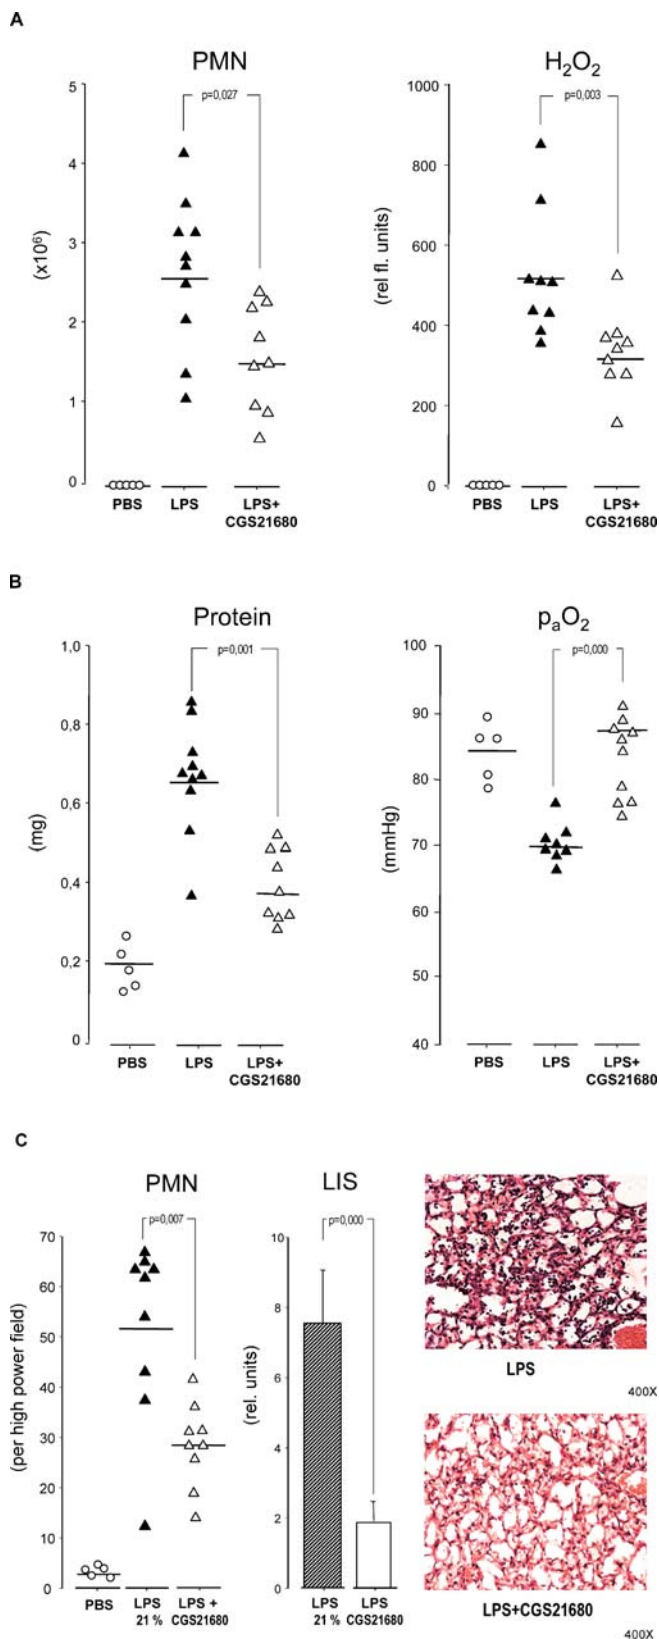 A
PMN
H₂O₂
p=0,027
p=0,003
5
4
3
2
1
0
(x10⁶)
PBS
LPS
LPS+
CGS21680
1000
800
600
400
200
0
(rel fl. units)
PBS
LPS
LPS+
CGS21680
B
Protein
pₐO₂
p=0,001
p=0,000
1,0
0,8
0,6
0,4
0,2
0
(mg)
PBS
LPS
LPS+
CGS21680
100
90
80
70
60
50
40
(mmHg)
PBS
LPS
LPS+
CGS21680
C
PMN
LIS
p=0,007
p=0,000
70
60
50
40
30
20
10
0
(per high power field)
PBS
LPS
21 %
LPS +
CGS21680
10
8
6
4
2
0
(rel. units)
LPS
21 %
LPS
CGS21680
LPS
400X
LPS+CGS21680
400X